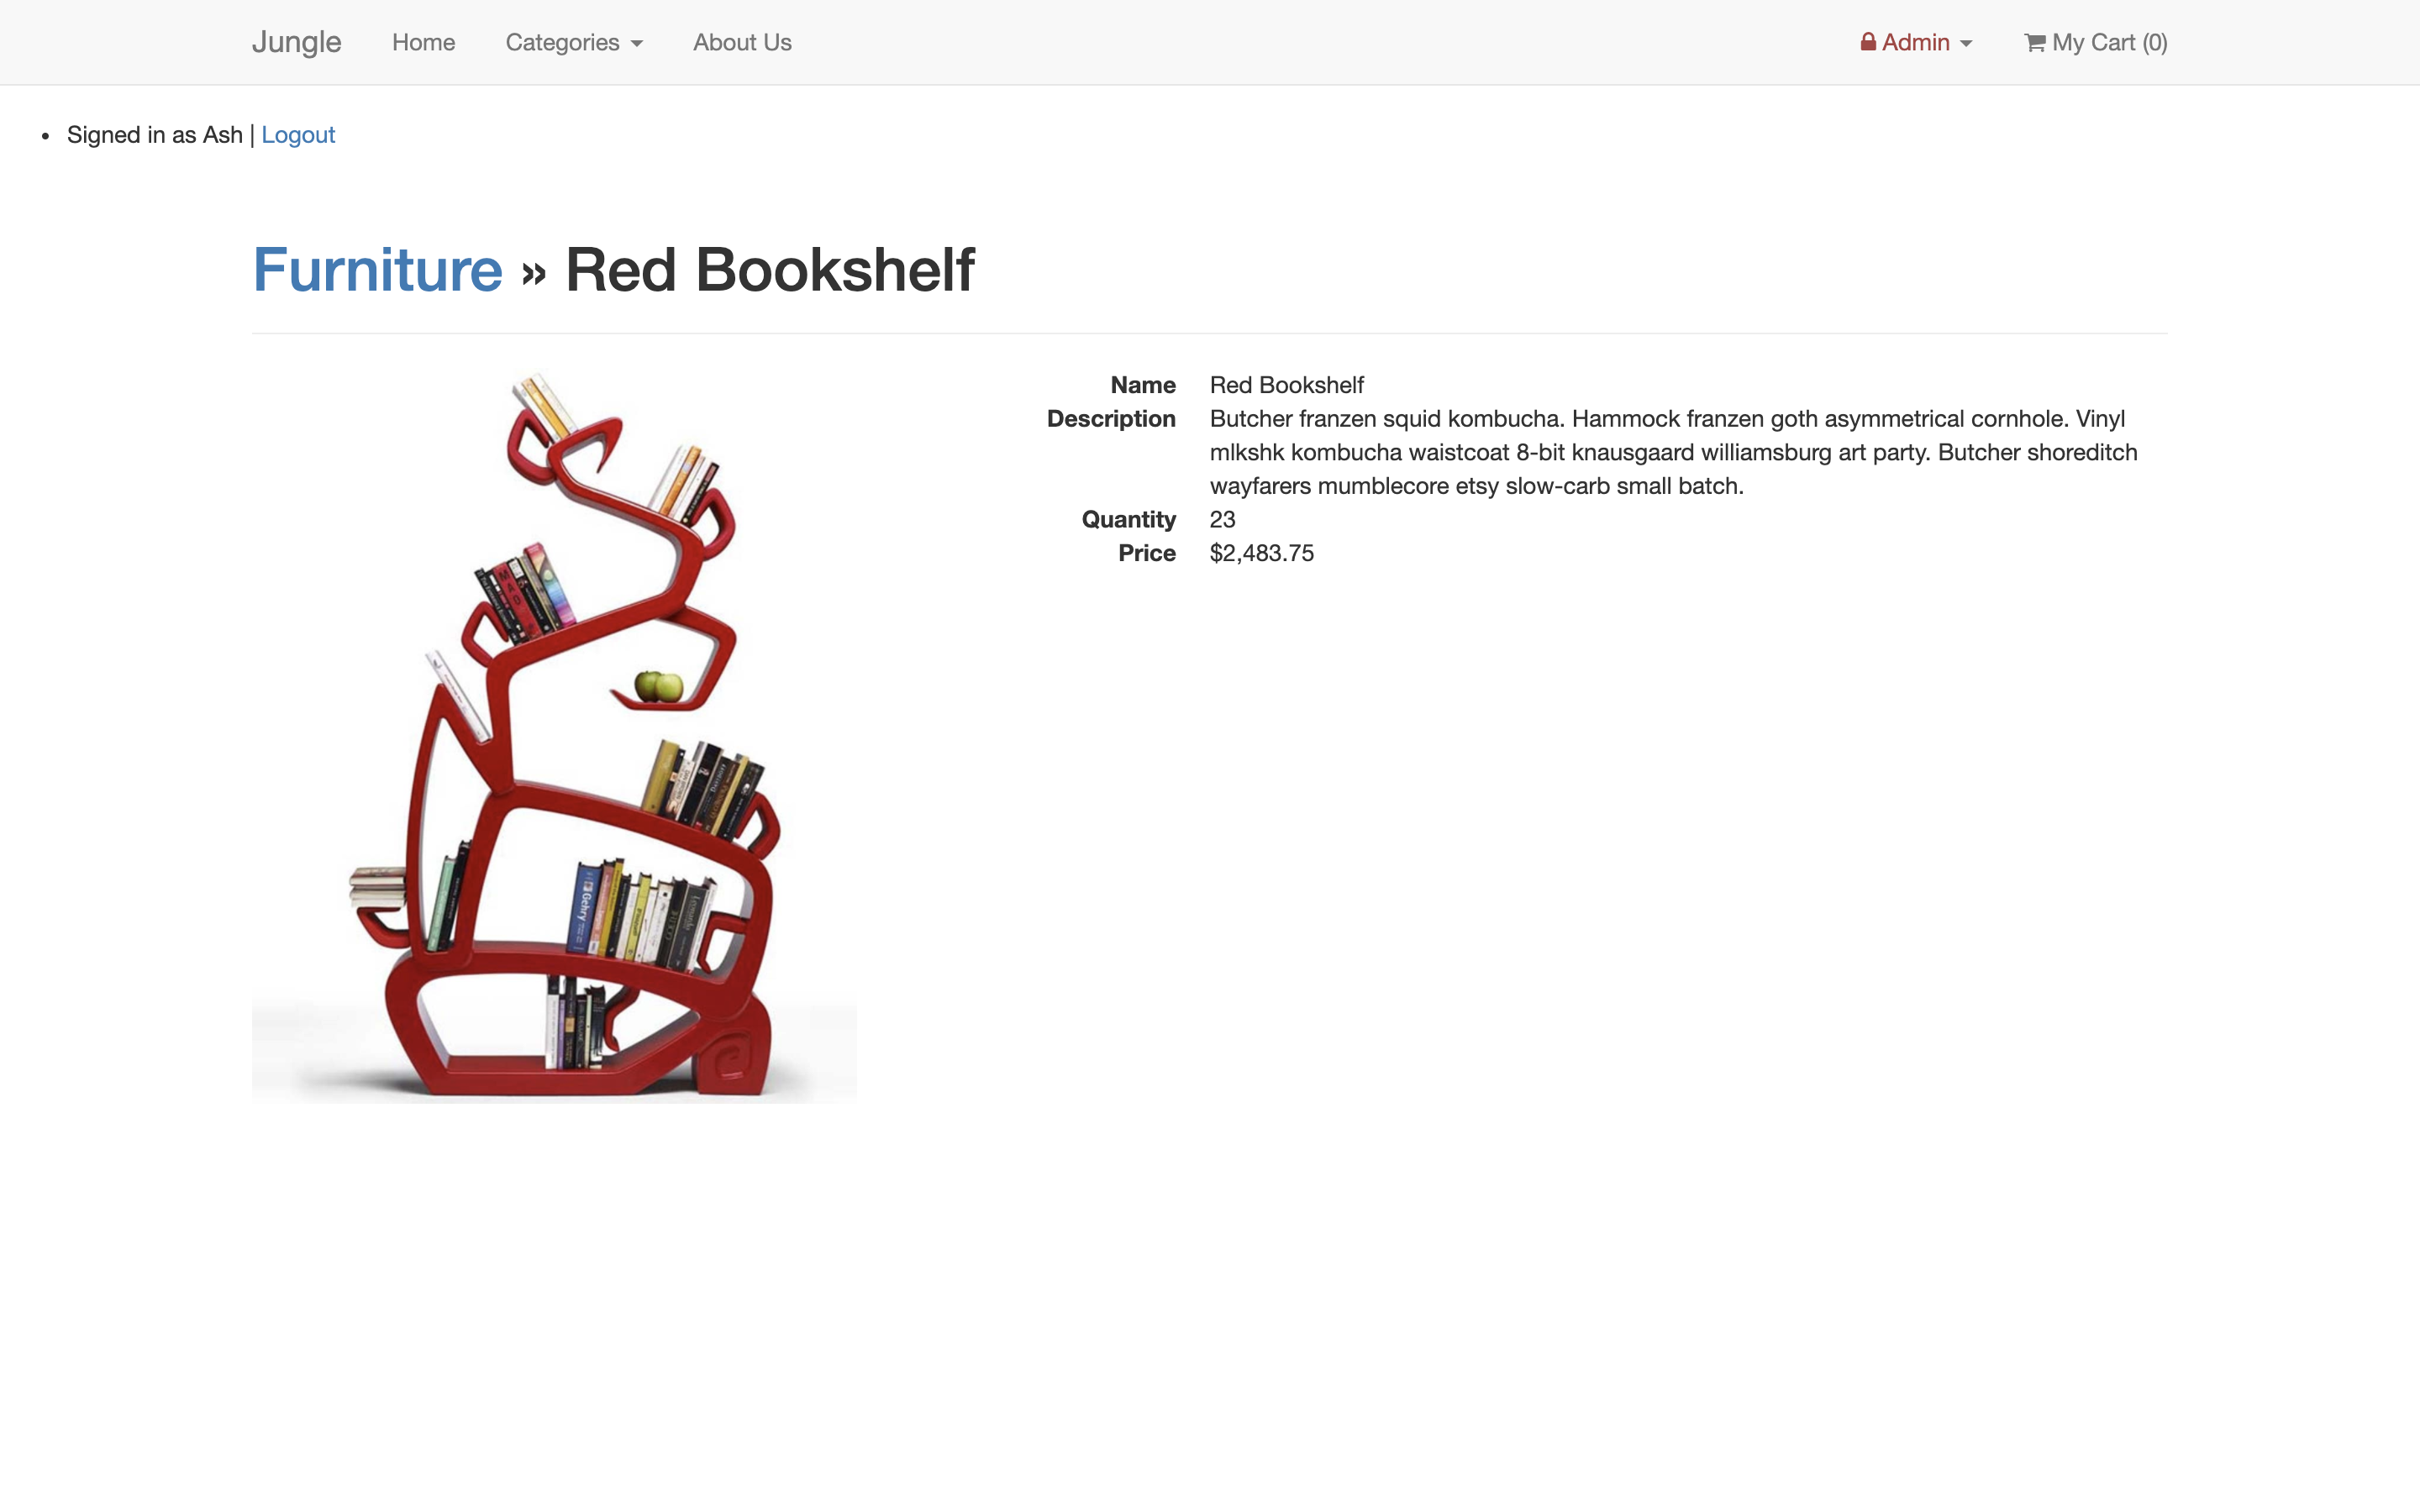 Jungle Home Categories About Us Admin My Cart (0)
• Signed in as Ash | Logout
Furniture » Red Bookshelf
Name Red Bookshelf
Description Butcher franzen squid kombucha. Hammock franzen goth asymmetrical cornhole. Vinyl
mlkshk kombucha waistcoat 8-bit knausgaard williamsburg art party. Butcher shoreditch
wayfarers mumblecore etsy slow-carb small batch.
Quantity 23
Price $2,483.75
Gehry